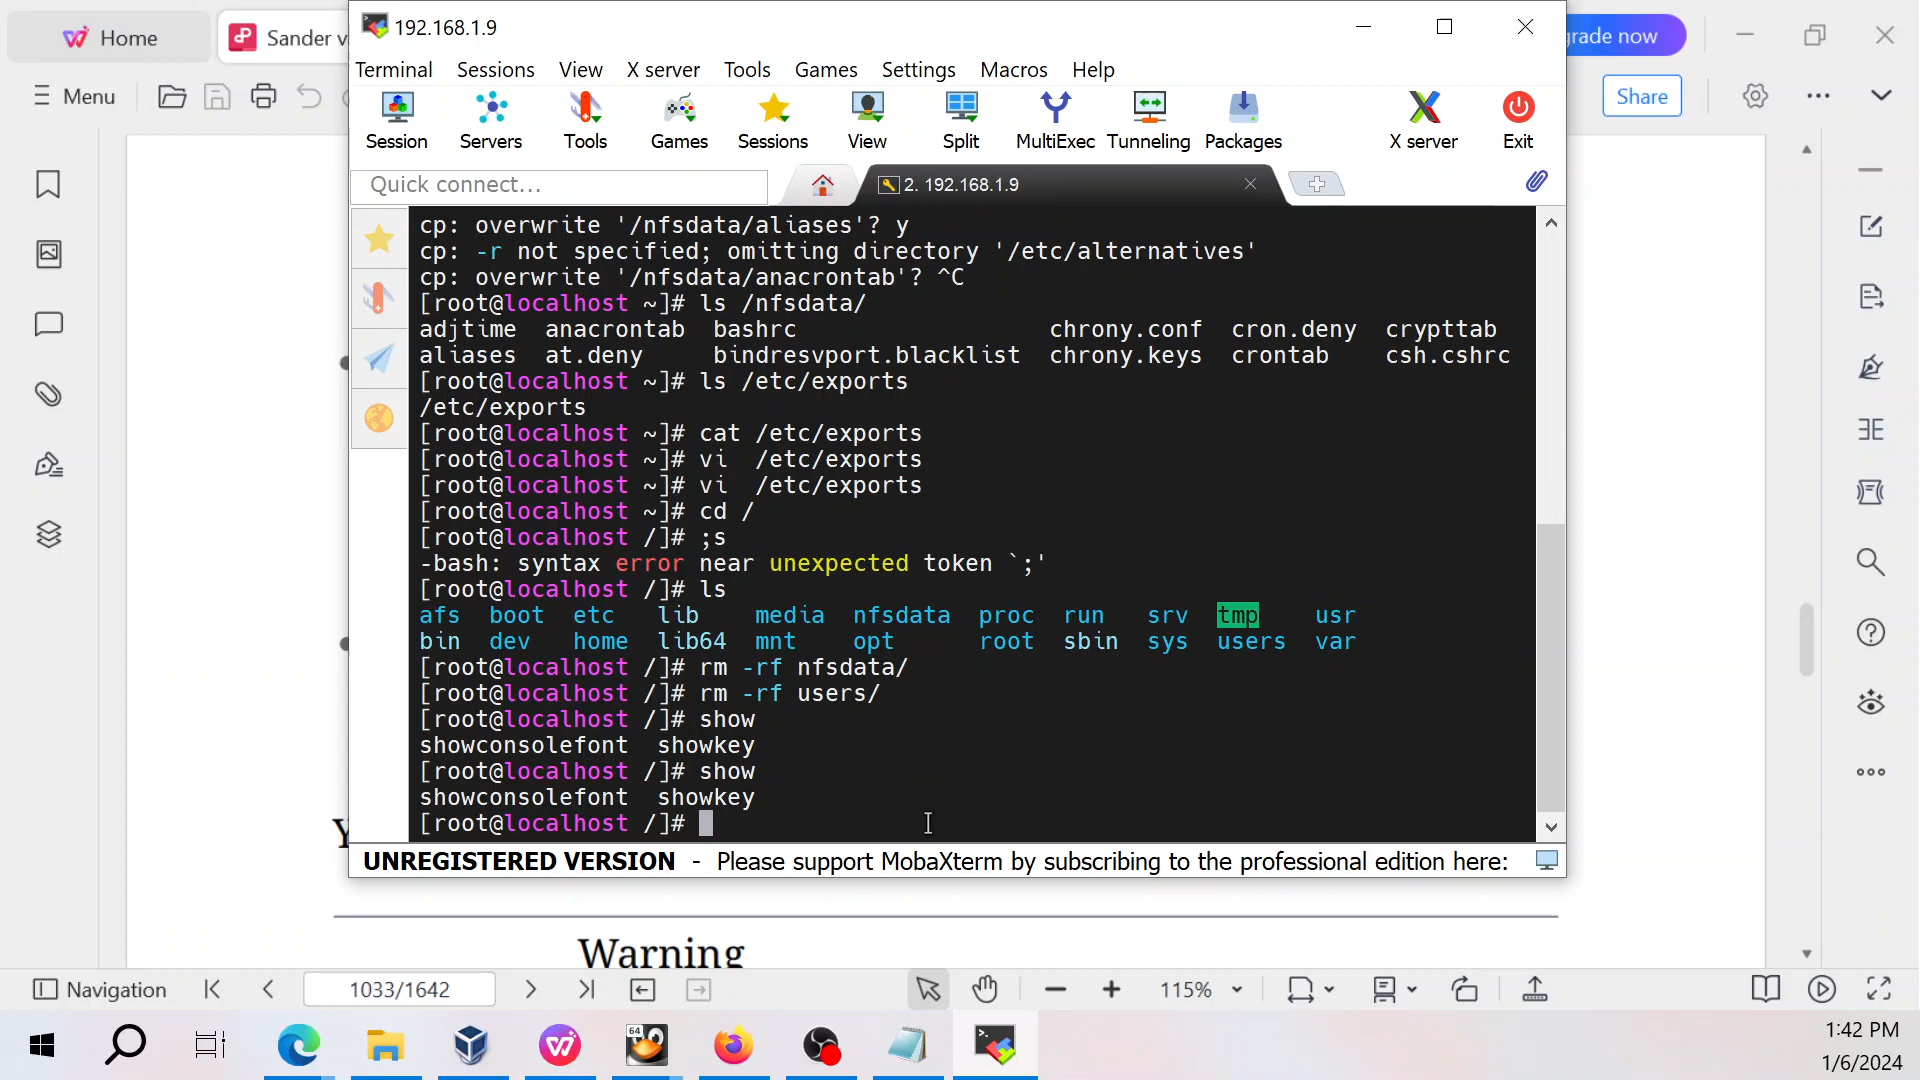 Home
Sander v
192.168.1.9
grade now
Menu
Share
Terminal Sessions View X server Tools Games Settings Macros Help
Session Servers Tools Games Sessions View Split MultiExec Tunneling Packages X server Exit
Quick connect...
2. 192.168.1.9
cp: overwrite '/nfsdata/aliases'? y
cp: -r not specified; omitting directory '/etc/alternatives'
cp: overwrite '/nfsdata/anacrontab'? ^C
[root@localhost ~]# ls /nfsdata/
adjtime anacrontab bashrc chrony.conf cron.deny crypttab
aliases at.deny bindresvport.blacklist chrony.keys crontab csh.cshrc
[root@localhost ~]# ls /etc/exports
/etc/exports
[root@localhost ~]# cat /etc/exports
[root@localhost ~]# vi  /etc/exports
[root@localhost ~]# vi  /etc/exports
[root@localhost ~]# cd /
[root@localhost /]# ;s
-bash: syntax error near unexpected token `;'
[root@localhost /]# ls
afs boot etc lib media nfsdata proc run srv tmp usr
bin dev home lib64 mnt opt root sbin sys users var
[root@localhost /]# rm -rf nfsdata/
[root@localhost /]# rm -rf users/
[root@localhost /]# show
showconsolefont showkey
[root@localhost /]# show
showconsolefont showkey
[root@localhost /]#
UNREGISTERED VERSION - Please support MobaXterm by subscribing to the professional edition here:
Y
Warning
Navigation 1033/1642 115%
64
1:42 PM
1/6/2024